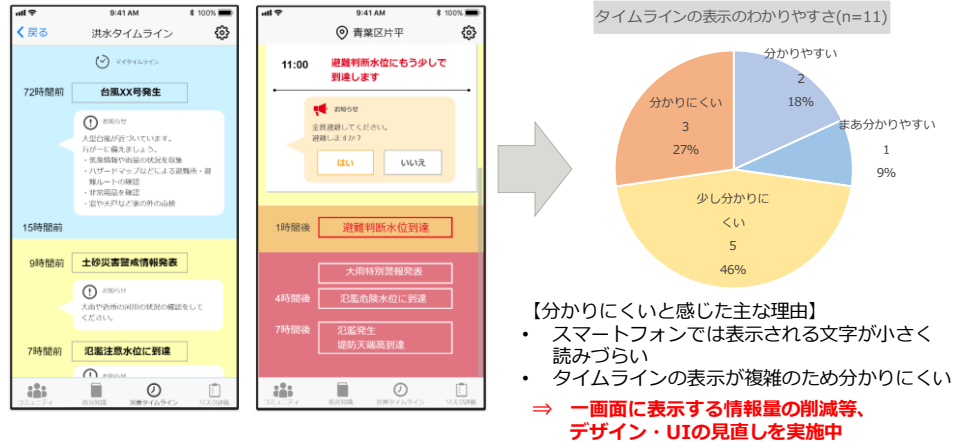 9:41 AM
100%
戻る
洪水タイムライン
マイタイムライン
72時間前
台風XX号発生
お知らせ
大型台風が近づいています。
万が一に備えましょう。
・気象情報や雨量の状況を収集
・ハザードマップなどによる避難所・避
難ルートの確認
・非常用品を確認
・窓や天戸など家の外の点検
15時間前
9時間前
土砂災害警戒情報発表
お知らせ
大雨や近所の河川の状況の確認をして
ください。
7時間前
氾濫注意水位に到達
お知らせ
コミュニティ
防災知識
災害タイムライン
リスク評価
9:41 AM
100%
青葉区片平
11:00
避難判断水位にもう少しで
到達します
お知らせ
全員避難してください。
避難しますか?
はい
いいえ
1時間後
避難判断水位到達
大雨特別警報発表
4時間後
氾濫危険水位に到達
7時間後
氾濫発生
堤防天端高到達
コミュニティ
防災知識
災害タイムライン
リスク評価
タイムラインの表示のわかりやすさ(n=11)
分かりやすい
2
18%
まあ分かりやすい
1
9%
少し分かりに
くい
5
46%
分かりにくい
3
27%
【分かりにくいと感じた主な理由】
• スマートフォンでは表示される文字が小さく
読みづらい
• タイムラインの表示が複雑のため分かりにくい
⇒ 一画面に表示する情報量の削減等、
デザイン・UIの見直しを実施中